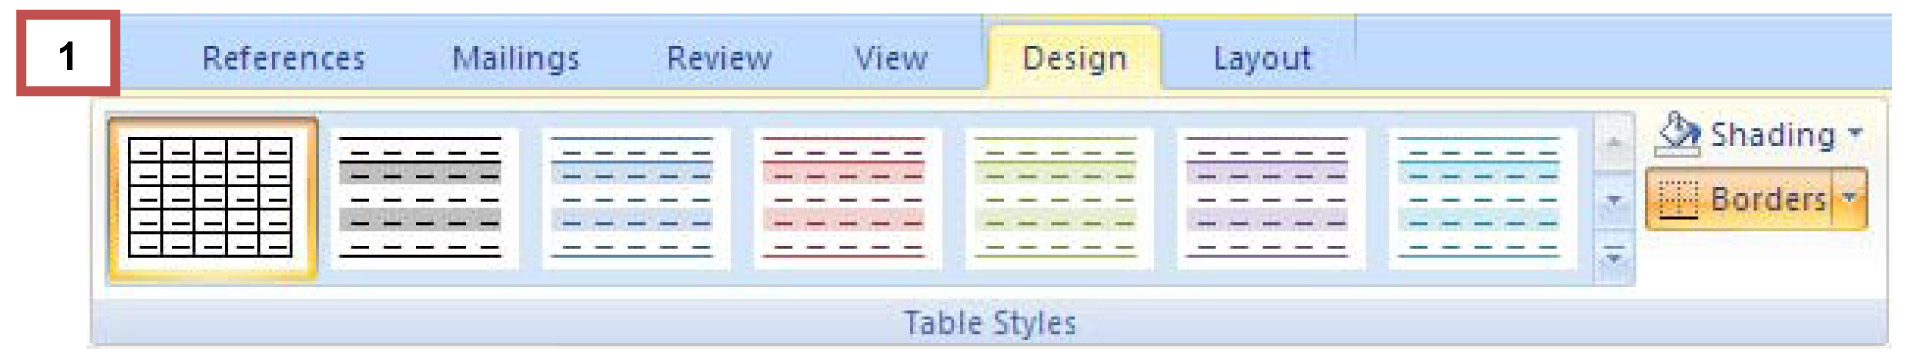 1
References Mailings Review View Design Layout
Shading
Borders
Table Styles